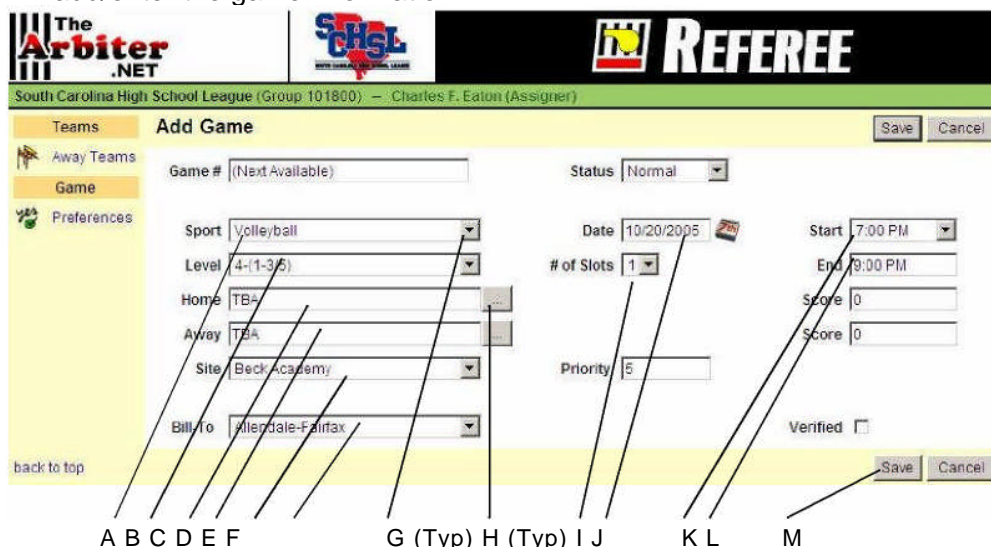 The
Arbiter
.NET
SCHSL
REFEREE
South Carolina High School League (Group 101800) – Charles F. Eaton (Assigner)
Teams
Add Game
Save Cancel
Away Teams
Game # (Next Available) Status Normal
Game
Preferences
Sport Volleyball Date 10/20/2005 7th Start 7:00 PM
Level 4-(1-3/5) # of Slots 1 End 9:00 PM
Home TBA ... Score 0
Away TBA ... Score 0
Site Beck Academy Priority 5
Bill-To Allendale-Fairfax Verified
back to top Save Cancel
A B C D E F G (Typ) H (Typ) I J K L M